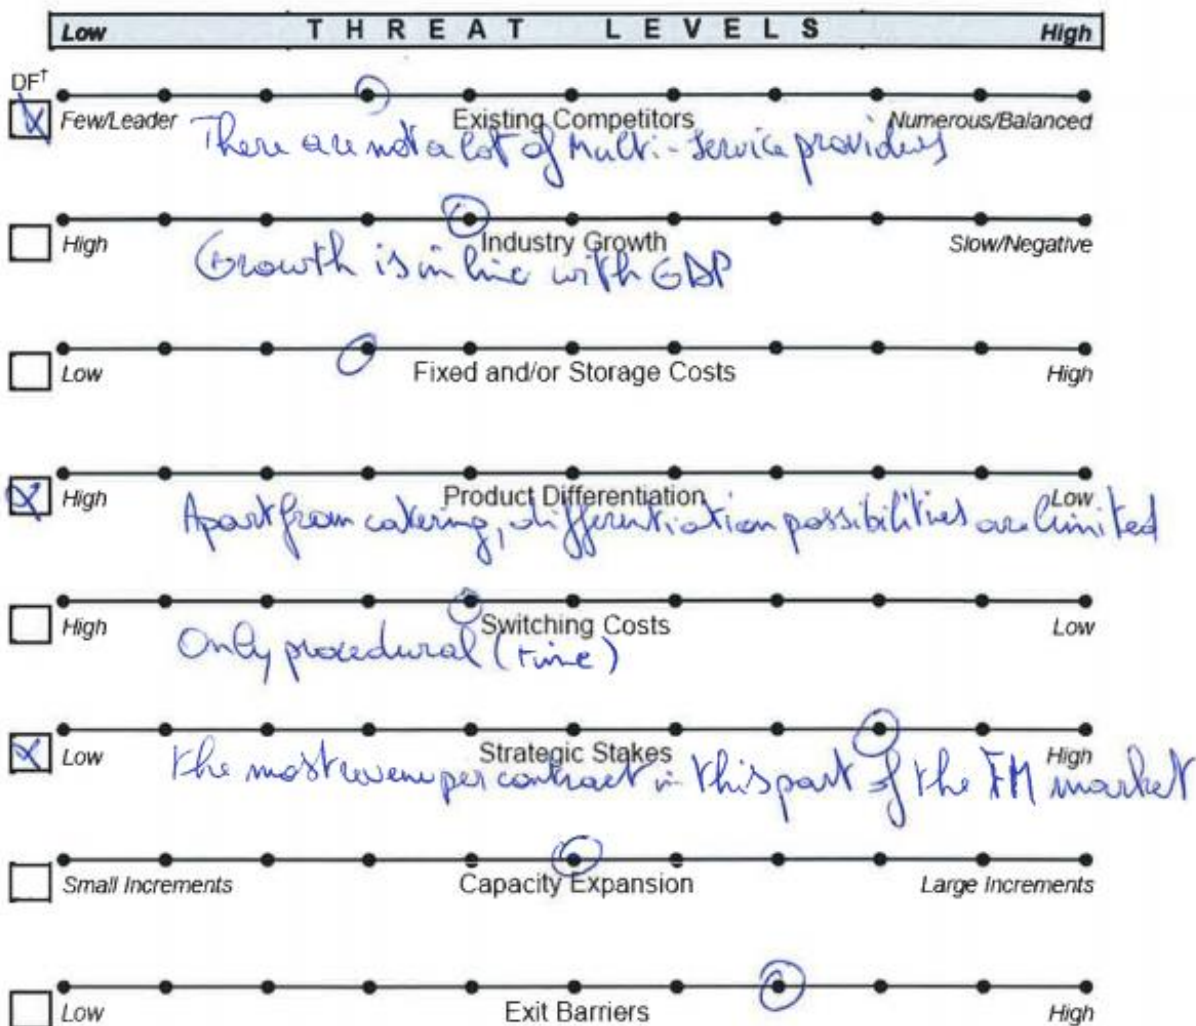 Low THREAT LEVELS High
DF†
Few/Leader Existing Competitors Numerous/Balanced
There are not a lot of Multi-service providers
High Industry Growth Slow/Negative
Growth is in line with GDP
Low Fixed and/or Storage Costs High
High Product Differentiation Low
Apart from catering, differentiation possibilities are limited
High Switching Costs Low
Only procedural (time)
Low Strategic Stakes High
the most revenu per contract in this part of the FM market
Small Increments Capacity Expansion Large Increments
Low Exit Barriers High